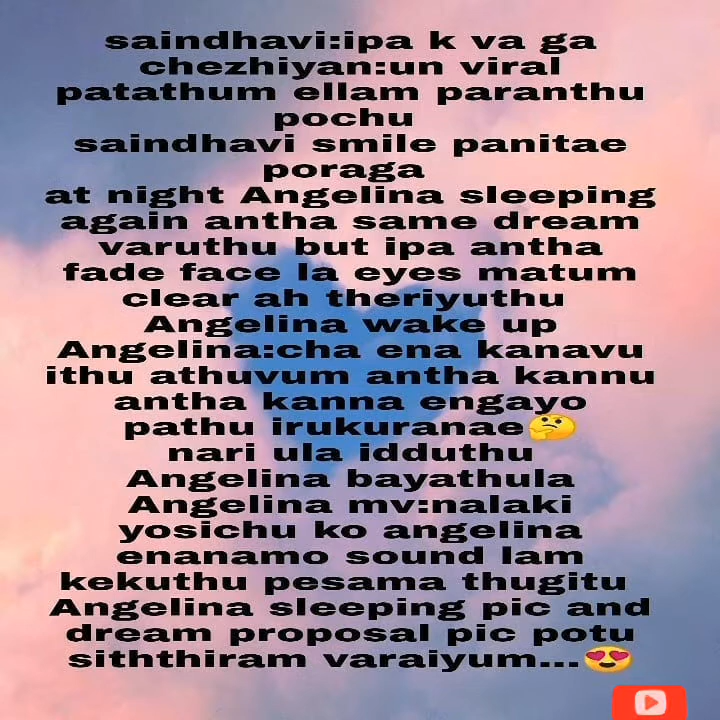 saindhavi:ipa k va ga
chezhiyan:un viral
patathum ellam paranthu
pochu
saindhavi smile panitae
poraga
at night Angelina sleeping
again antha same dream
varuthu but ipa antha
fade face la eyes matum
clear ah theriyuthu
Angelina wake up
Angelina:cha ena kanavu
ithu athuvum antha kannu
antha kanna engayo
pathu irukuranae🤔
nari ula idduthu
Angelina bayathula
Angelina mv:nalaki
yosichu ko angelina
enanamo sound lam
kekuthu pesama thugitu
Angelina sleeping pic and
dream proposal pic potu
siththiram varaiyum...😍